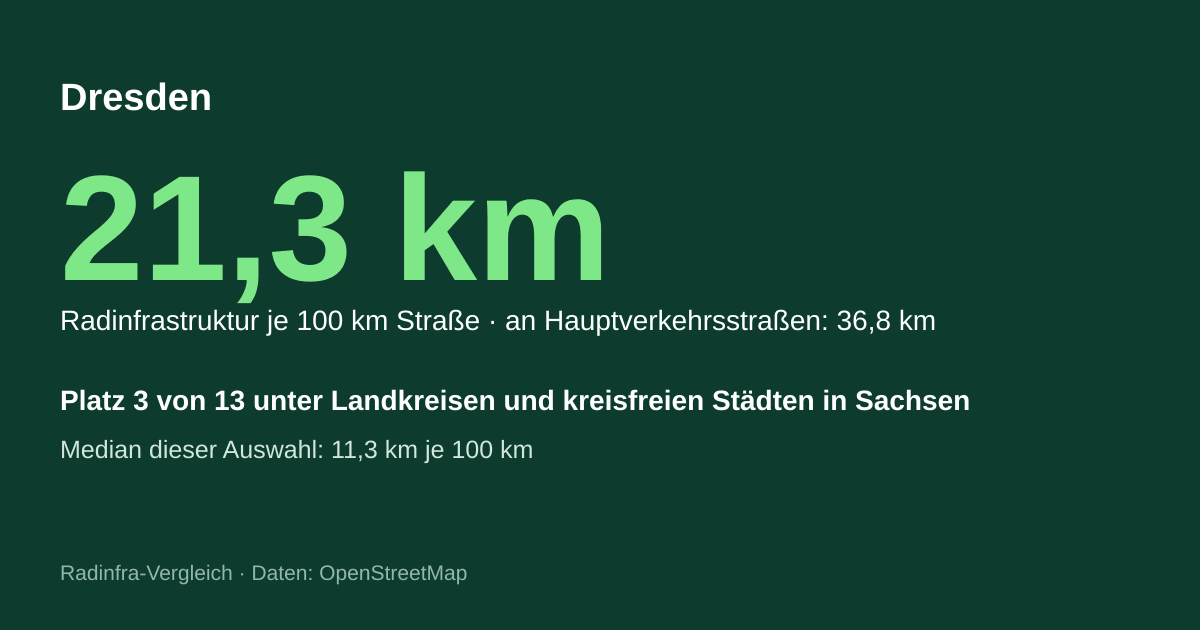 Dresden
21,3 km
Radinfrastruktur je 100 km Straße · an Hauptverkehrsstraßen: 36,8 km
Platz 3 von 13 unter Landkreisen und kreisfreien Städten in Sachsen
Median dieser Auswahl: 11,3 km je 100 km
Radinfra-Vergleich · Daten: OpenStreetMap